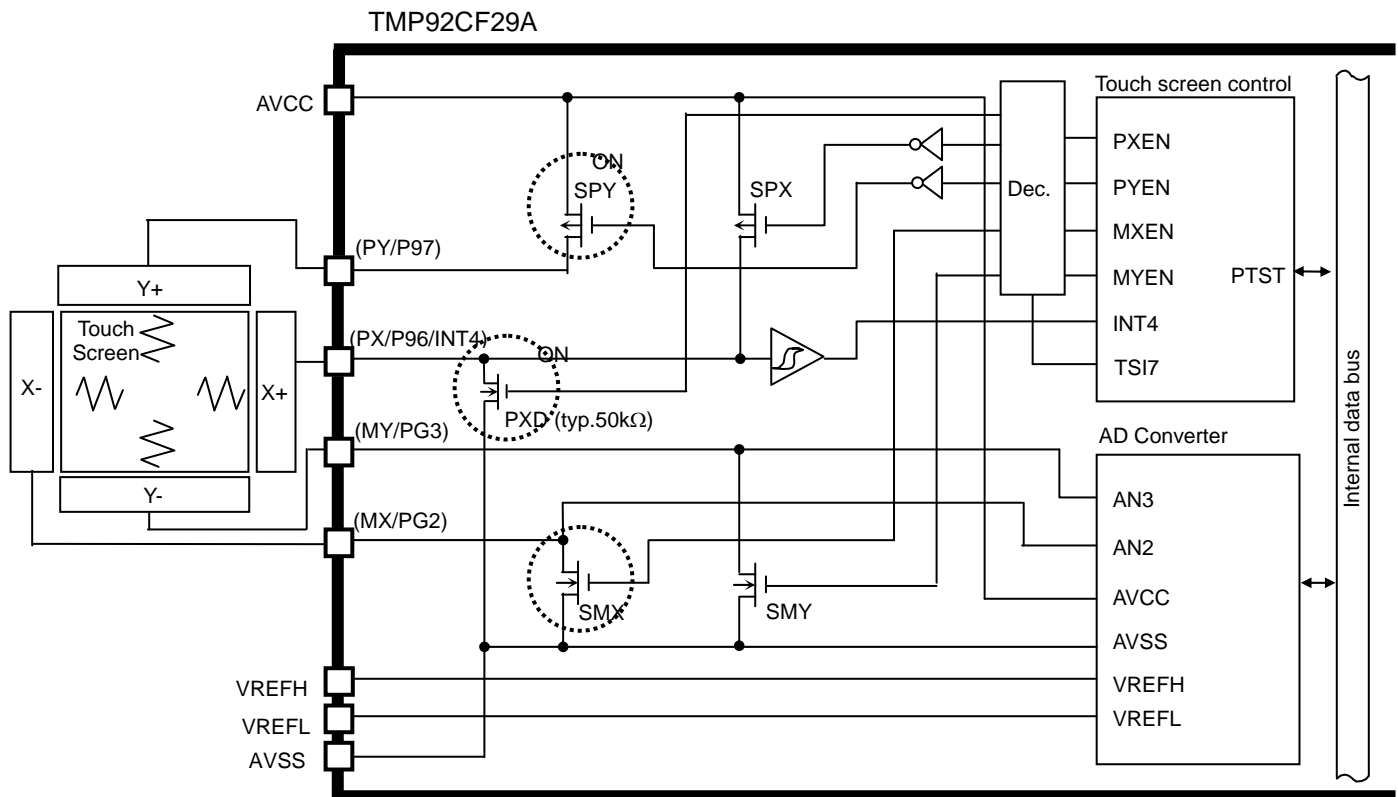 TMP92CF29A
AVCC
Touch screen control
ON
SPY
SPX
Dec.
PXEN
PYEN
MXEN
MYEN
PTST
INT4
TSI7
(PY/P97)
Y+
Touch
Screen
X-
X+
Y-
(PX/P96/INT4)
ON
PXD (typ.50kΩ)
(MY/PG3)
(MX/PG2)
SMX
SMY
AD Converter
AN3
AN2
AVCC
AVSS
VREFH
VREFL
Internal data bus
VREFH
VREFL
AVSS